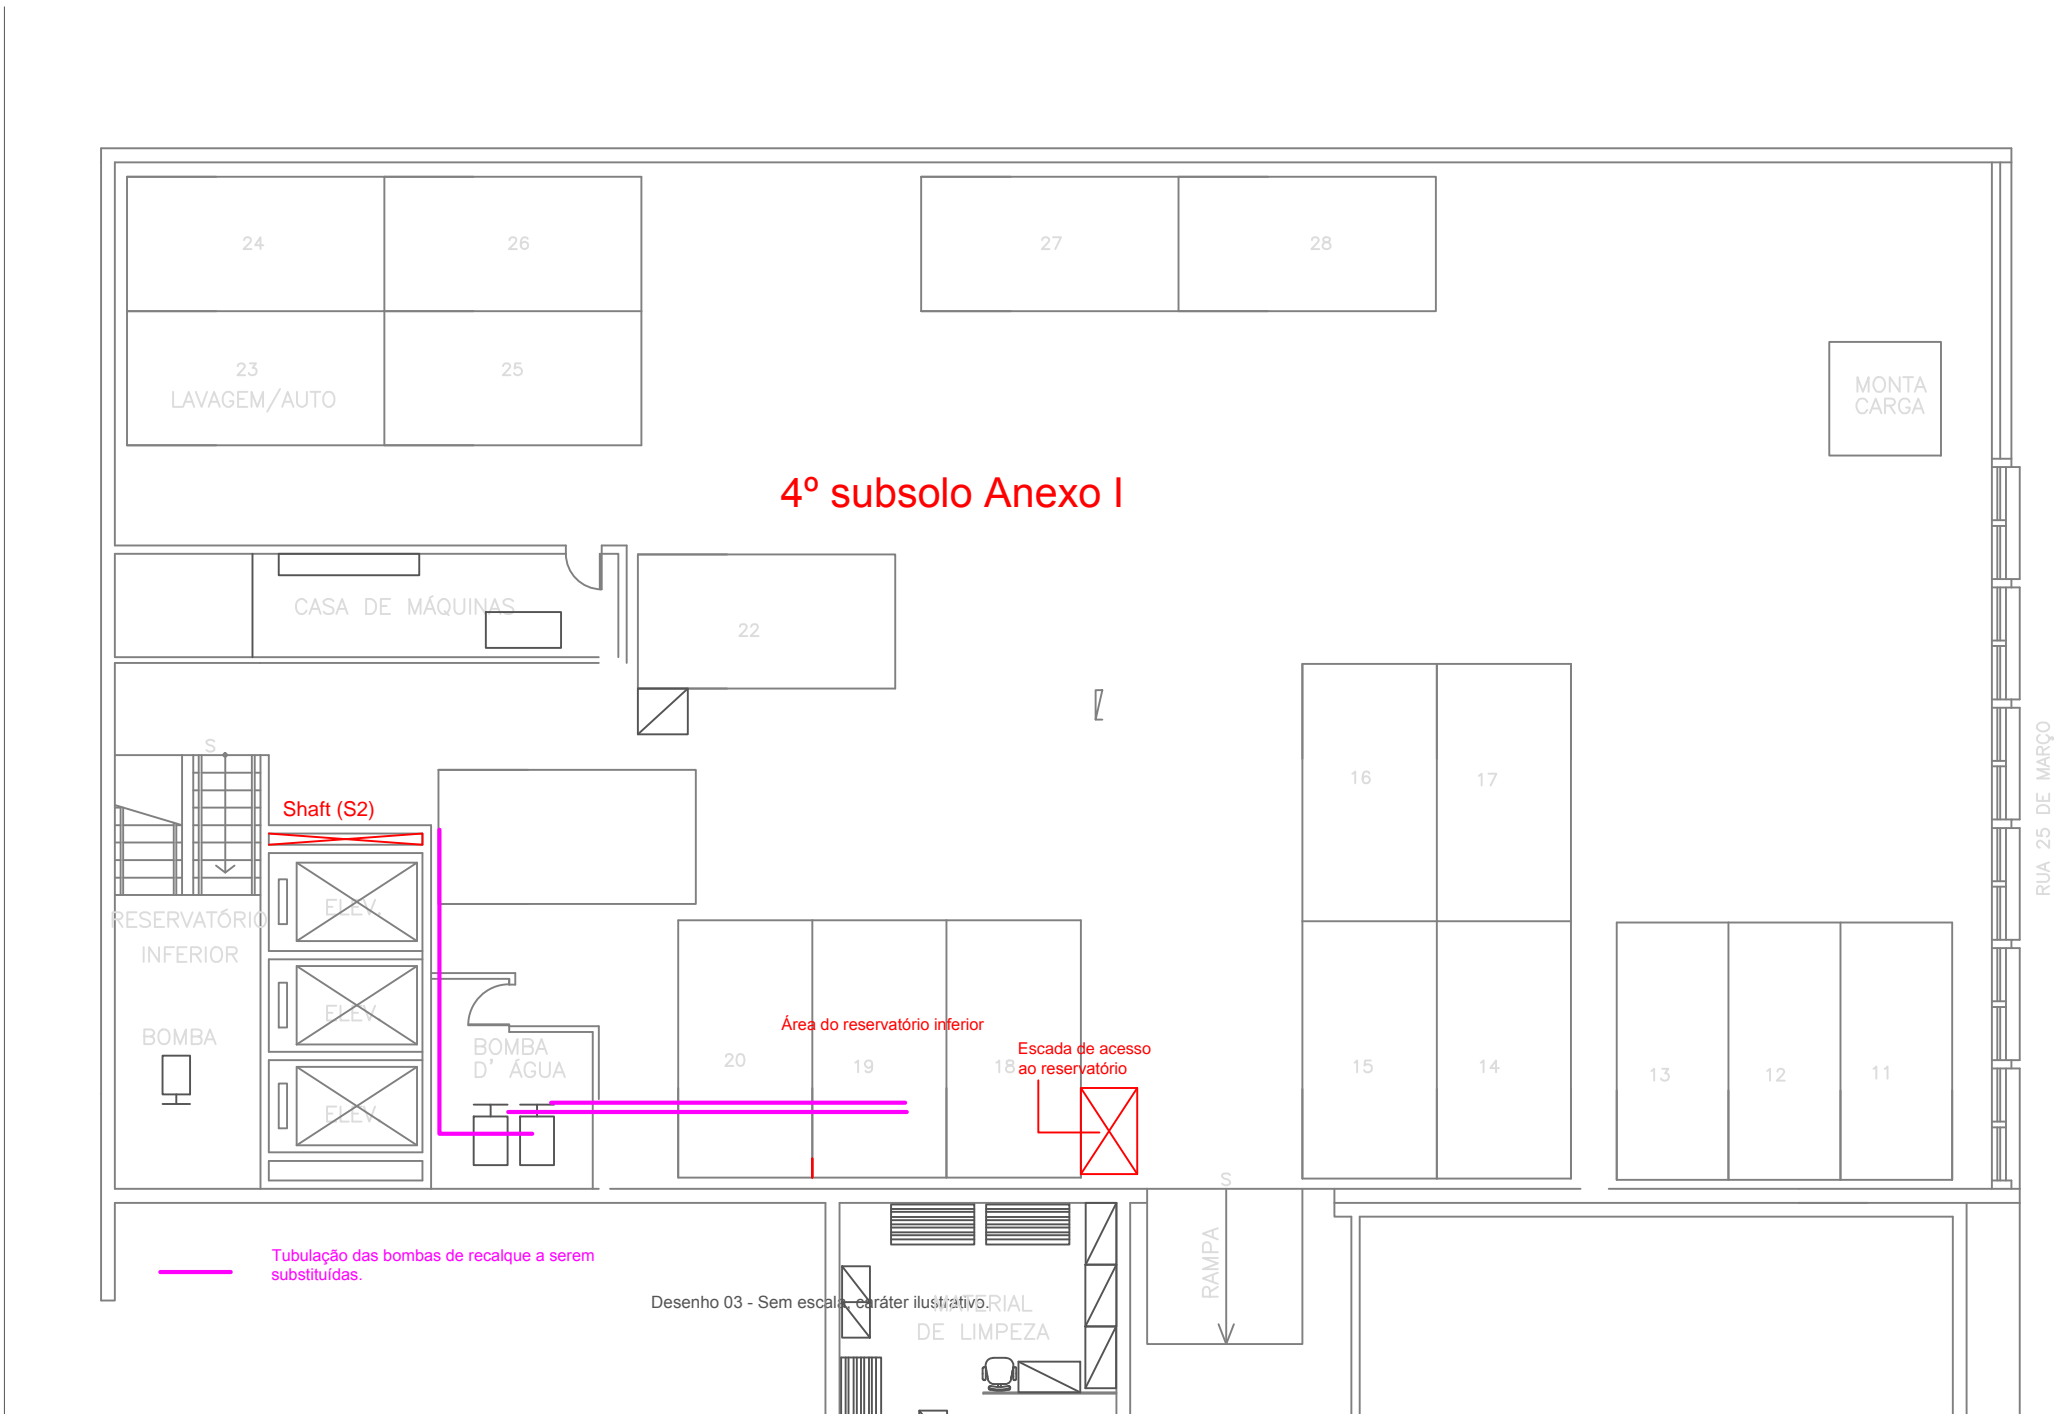 24
26
27
28
23
LAVAGEM/AUTO
25
MONTA
CARGA
4º subsolo Anexo I
CASA DE MÁQUINAS
22
S
16
17
RUA 25 DE MARÇO
Shaft (S2)
ELEV.
RESERVATÓRIO
INFERIOR
ELEV.
BOMBA
BOMBA
D' ÁGUA
Área do reservatório inferior
Escada de acesso
ao reservatório
20
19
18
15
14
13
12
11
ELEV.
S
RAMPA
Tubulação das bombas de recalque a serem
substituídas.
Desenho 03 - Sem escala, caráter ilustrativo.
MATERIAL
DE LIMPEZA